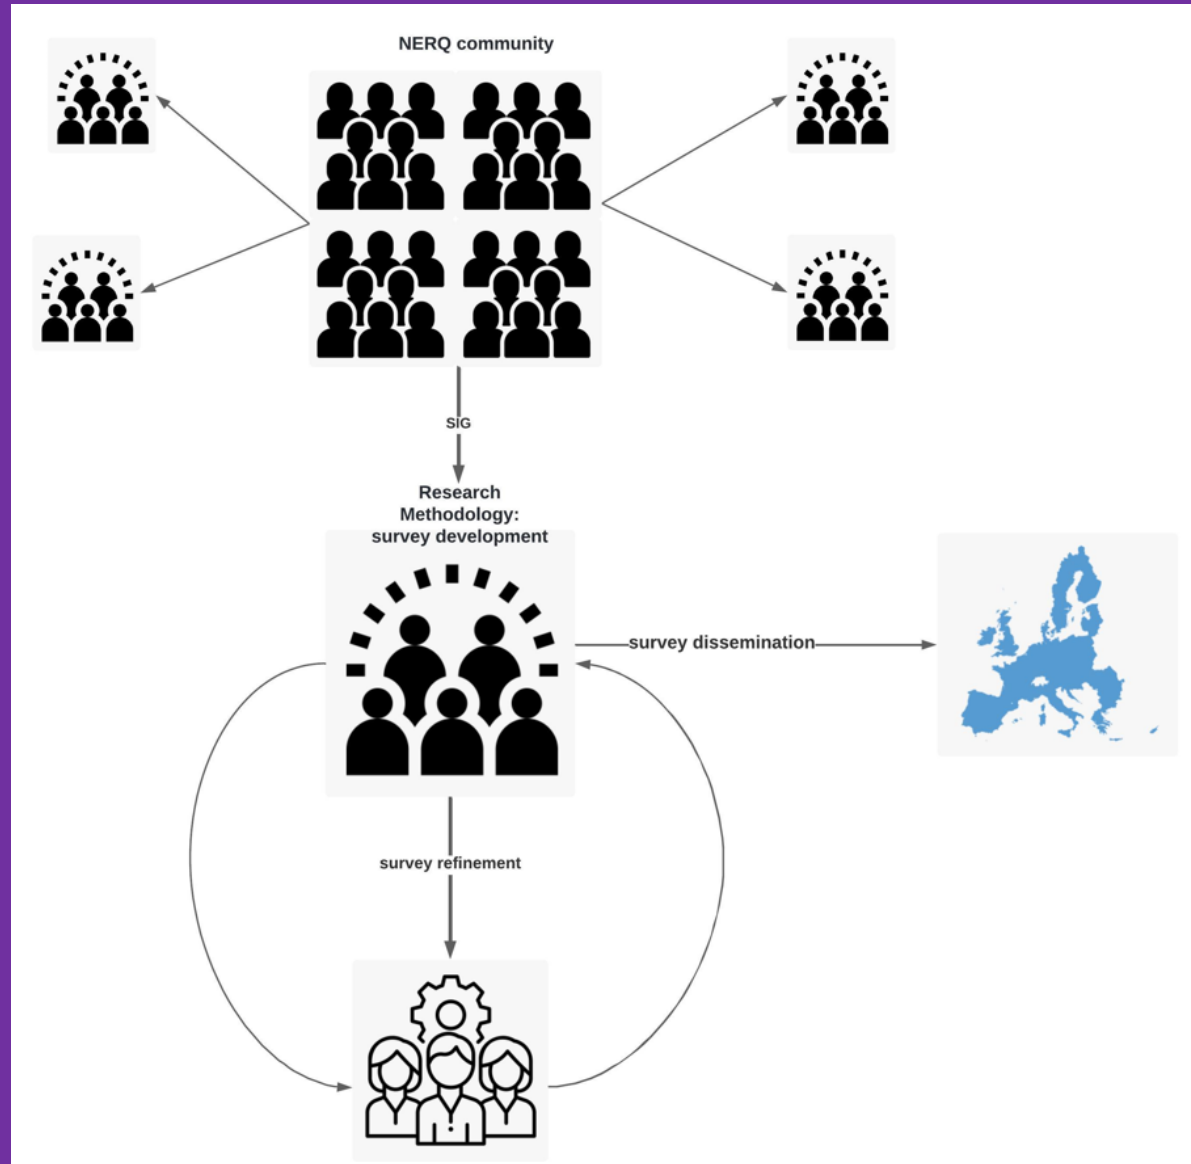 NERQ community
SIG
Research
Methodology:
survey development
survey dissemination
survey refinement